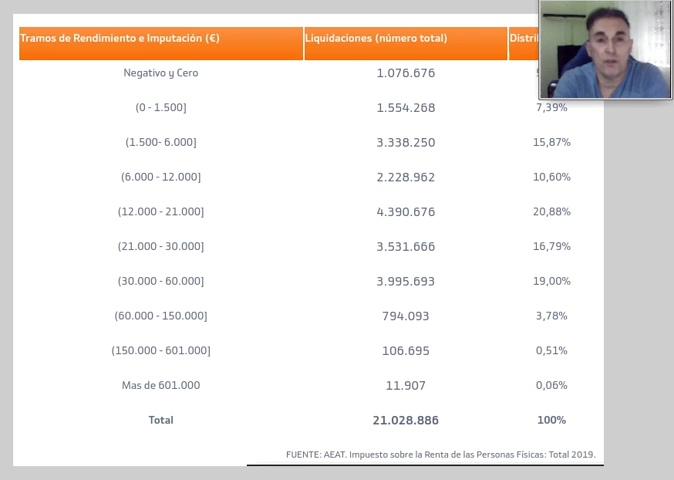 Tramos de Rendimiento e Imputación (€) Liquidaciones (número total)
Negativo y Cero 1.076.676
(0 - 1.500] 1.554.268 7,39%
(1.500- 6.000] 3.338.250 15,87%
(6.000 - 12.000] 2.228.962 10,60%
(12.000 - 21.000] 4.390.676 20,88%
(21.000 - 30.000] 3.531.666 16,79%
(30.000 - 60.000] 3.995.693 19,00%
(60.000 - 150.000] 794.093 3,78%
(150.000 - 601.000] 106.695 0,51%
Mas de 601.000 11.907 0,06%
Total 21.028.886 100%
FUENTE: AEAT. Impuesto sobre la Renta de las Personas Físicas: Total 2019.